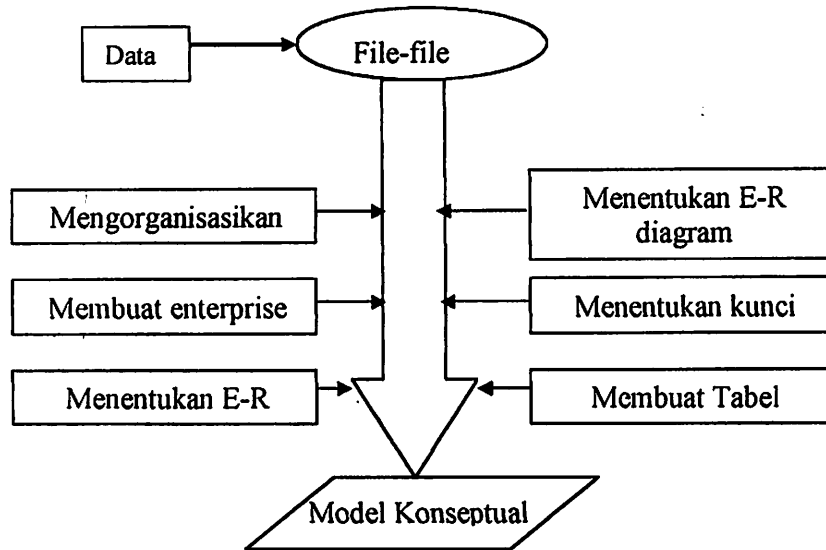 Data
File-file
Mengorganisasikan
Membuat enterprise
Menentukan E-R
Menentukan E-R
diagram
Menentukan kunci
Membuat Tabel
Model Konseptual